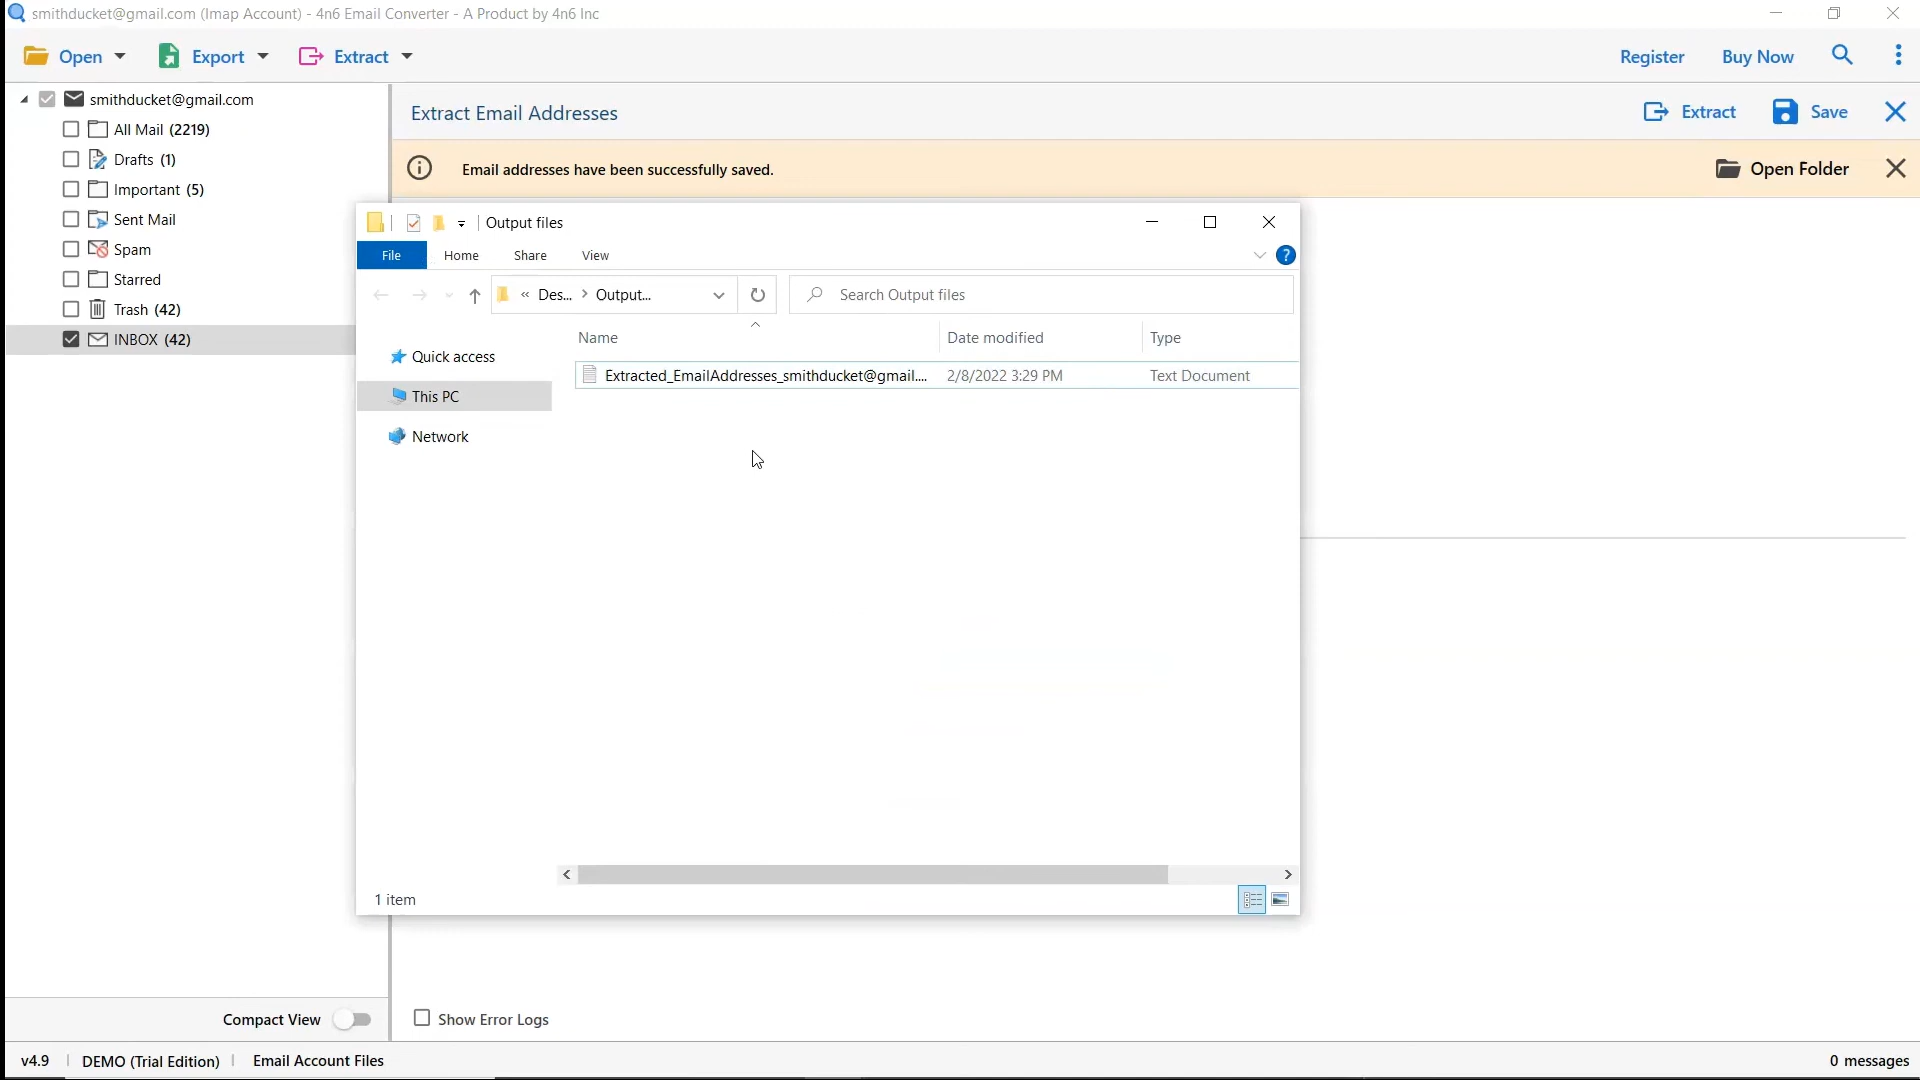 smithducket@gmail.com (Imap Account) - 4n6 Email Converter - A Product by 4n6 Inc
Open Export Extract Register Buy Now
smithducket@gmail.com
All Mail (2219)
Drafts (1)
Important (5)
Sent Mail
Spam
Starred
Trash (42)
INBOX (42)
Extract Email Addresses Extract Save
Email addresses have been successfully saved. Open Folder
Output files
File Home Share View ?
« Des... > Output... Search Output files
Quick access
This PC
Network
Name Date modified Type
Extracted_EmailAddresses_smithducket@gmail.... 2/8/2022 3:29 PM Text Document
1 item
Compact View Show Error Logs
v4.9 DEMO (Trial Edition) Email Account Files 0 messages